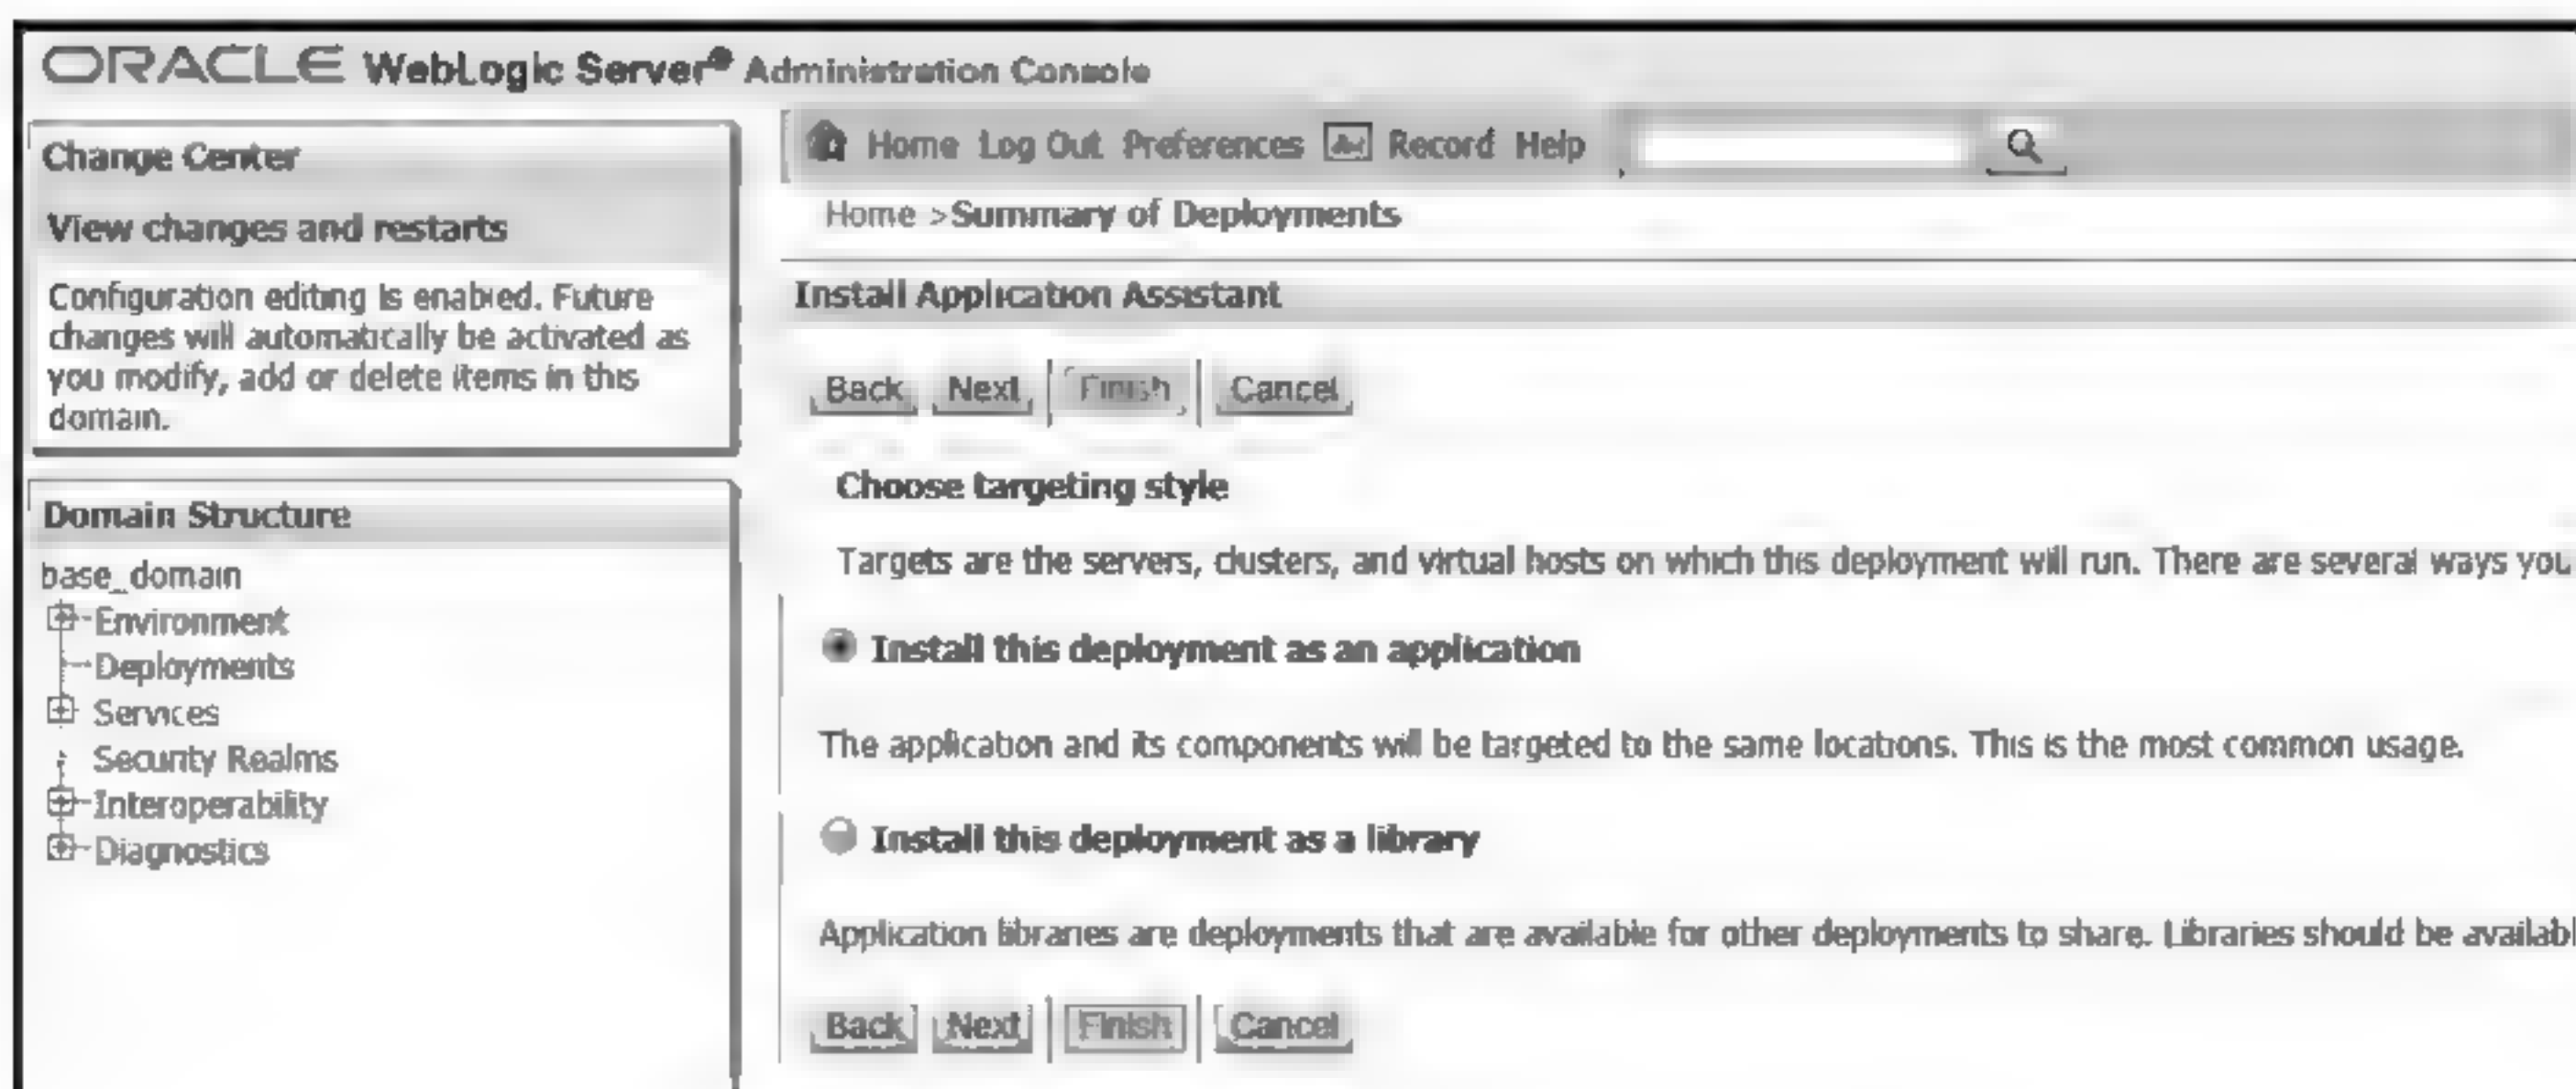 ORACLE WebLogic Server® Administration Console
Change Center
View changes and restarts
Configuration editing is enabled. Future
changes will automatically be activated as
you modify, add or delete items in this
domain.
Domain Structure
base_domain
Environment
Deployments
Services
Security Realms
Interoperability
Diagnostics
Home Log Out Preferences Record Help
Home >Summary of Deployments
Install Application Assistant
Back Next Finish Cancel
Choose targeting style
Targets are the servers, clusters, and virtual hosts on which this deployment will run. There are several ways you
Install this deployment as an application
The application and its components will be targeted to the same locations. This is the most common usage.
Install this deployment as a library
Application libraries are deployments that are available for other deployments to share. Libraries should be availabl
Back Next Finish Cancel